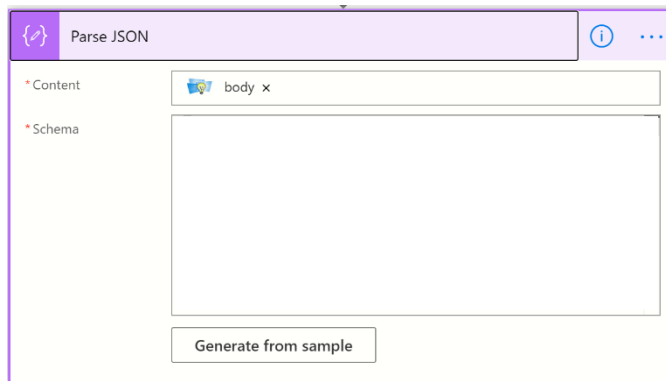 Parse JSON
* Content
body ×
* Schema
Generate from sample